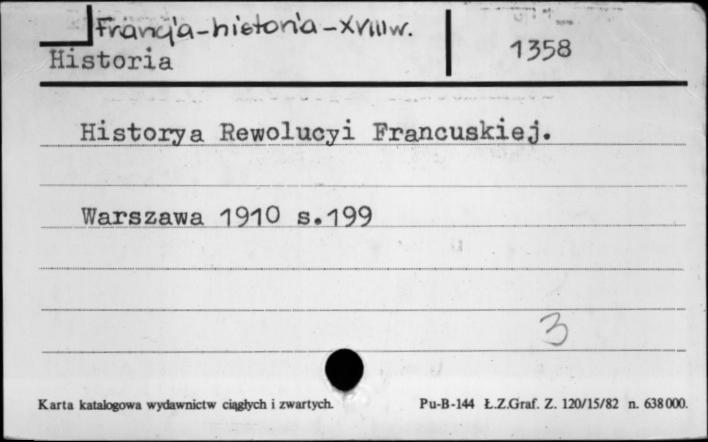 Francja-historia-XVIIIw.
Historia
1358
Historya Rewolucyi Francuskiej.
Warszawa 1910 s.199
3
Karta katalogowa wydawnictw ciągłych i zwartych.
Pu-B-144 Ł.Z.Graf. Z. 120/15/82 n. 638000.